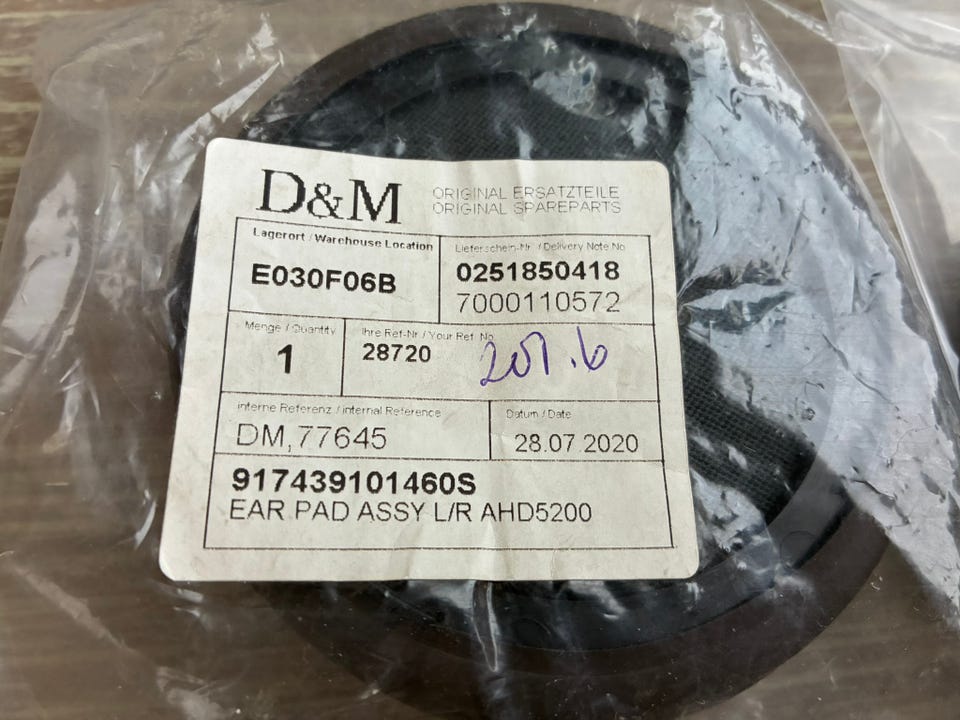 D&M
ORIGINAL ERSATZTEILE
ORIGINAL SPAREPARTS
Lagerort / Warehouse Location
E030F06B
Lieferschein-Nr. / Delivery Note No
0251850418
7000110572
Menge / Quantity
1
Ihre Ref-Nr / Your Ref. No
28720
interne Referenz / internal Reference
DM,77645
Datum / Date
28.07.2020
917439101460S
EAR PAD ASSY L/R AHD5200